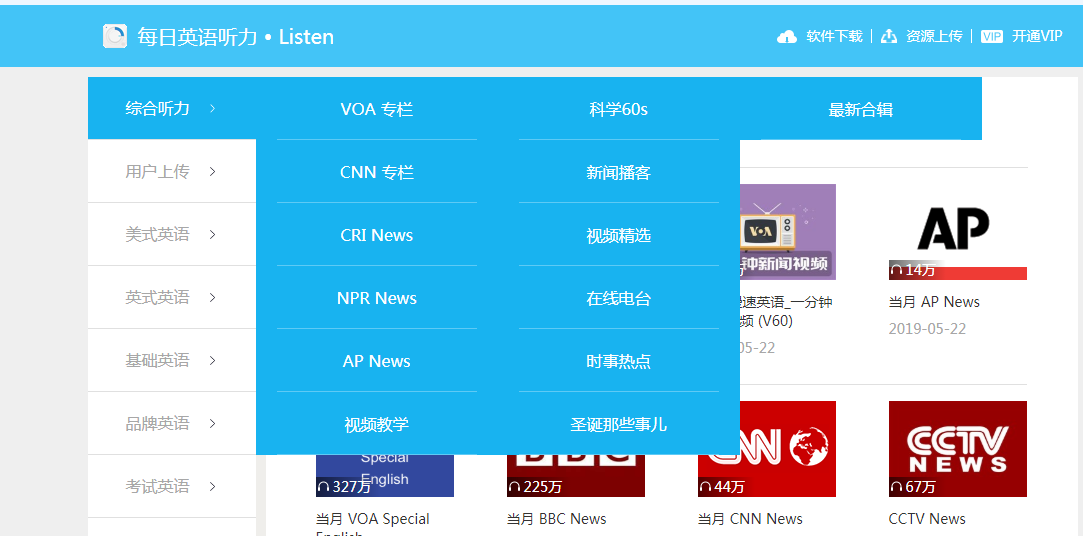 每日英语听力 • Listen
软件下载
资源上传
VIP 开通VIP
综合听力
VOA 专栏
科学60s
最新合辑
用户上传
CNN 专栏
新闻播客
美式英语
CRI News
视频精选
VOA
钟新闻视频
AP
14万
英式英语
NPR News
在线电台
速英语_一分钟
频 (V60)
05-22
当月 AP News
2019-05-22
基础英语
AP News
时事热点
品牌英语
视频教学
圣诞那些事儿
考试英语
Special
English
327万
BBC
225万
CNN
44万
CCTV
NEWS
67万
当月 VOA Special
English
当月 BBC News
当月 CNN News
CCTV News